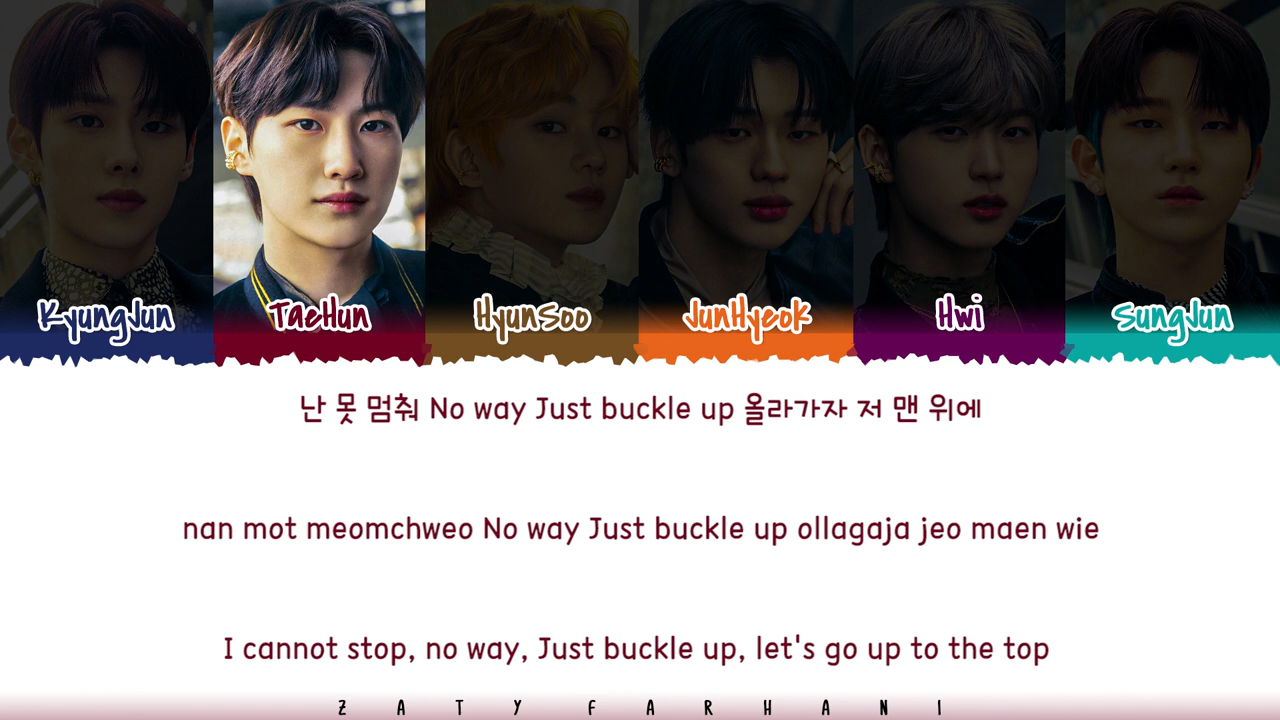 KyungJun TaeHun HyunSoo JunHyeok Hwi SungJun
난 못 멈춰 No way Just buckle up 올라가자 저 맨 위에
nan mot meomchweo No way Just buckle up ollagaja jeo maen wie
I cannot stop, no way, Just buckle up, let's go up to the top
ZATY FARHANI